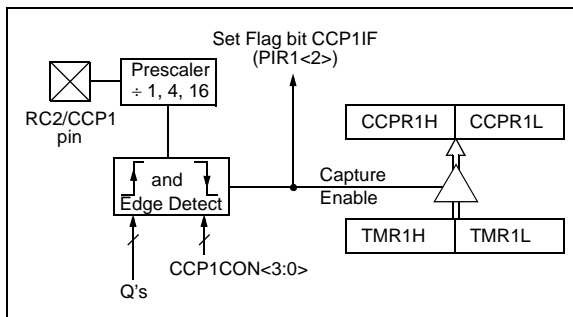 Set Flag bit CCP1IF
(PIR1<2>)
Prescaler
÷ 1, 4, 16
RC2/CCP1
pin
CCPR1H
CCPR1L
and
Edge Detect
Capture
Enable
TMR1H
TMR1L
CCP1CON<3:0>
Q's